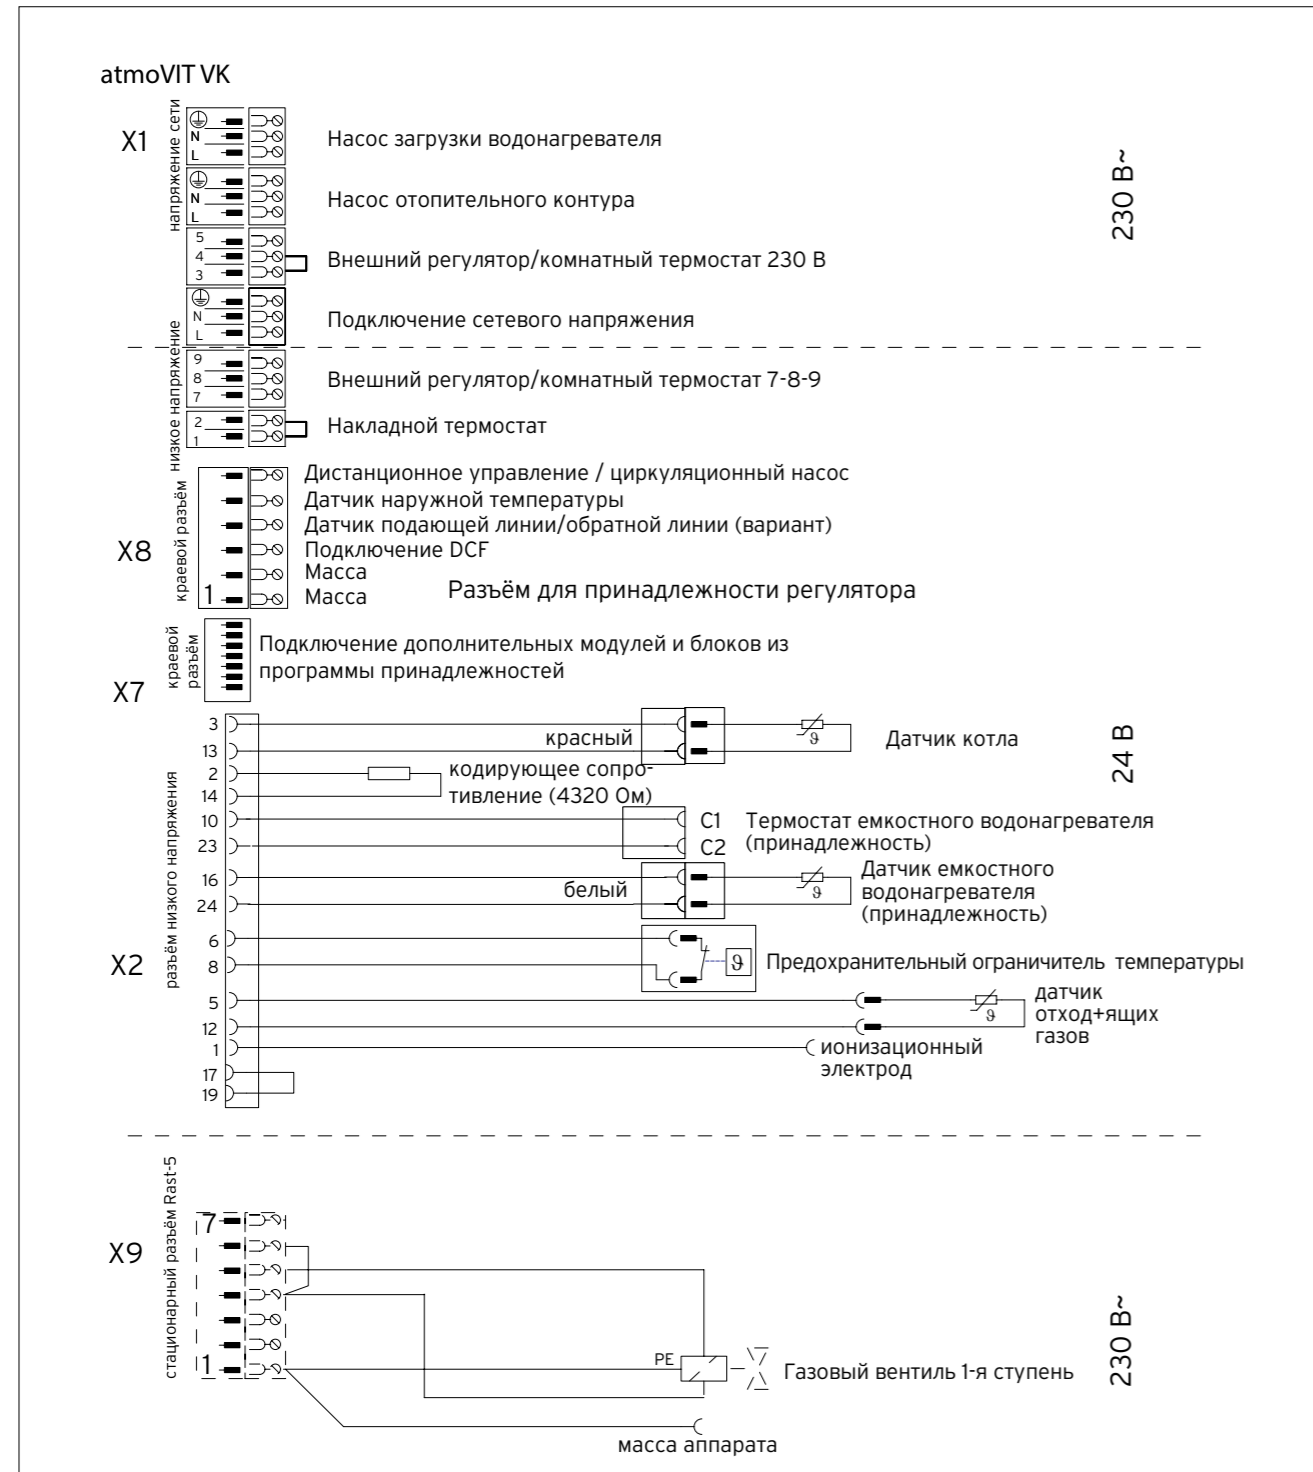 atmoVIT VK
X1
напряжение сети
N
L
Насос загрузки водонагревателя
N
L
Насос отопительного контура
5
4
3
Внешний регулятор/комнатный термостат 230 В
N
L
Подключение сетевого напряжения
230 В~
низкое напряжение
9
8
7
Внешний регулятор/комнатный термостат 7-8-9
2
1
Накладной термостат
X8
краевой разъём
1
Дистанционное управление / циркуляционный насос
Датчик наружной температуры
Датчик подающей линии/обратной линии (вариант)
Подключение DCF
Масса
Масса
Разъём для принадлежности регулятора
X7
краевой
разъём
Подключение дополнительных модулей и блоков из
программы принадлежностей
24 В
X2
разъём низкого напряжения
3
13
красный
ϑ
Датчик котла
2
14
кодирующее сопро-
тивление (4320 Ом)
10
23
C1
C2
Термостат емкостного водонагревателя
(принадлежность)
16
24
белый
ϑ
Датчик емкостного
водонагревателя
(принадлежность)
6
8
ϑ
Предохранительный ограничитель температуры
5
12
ϑ
датчик
отход+ящих
газов
1
ионизационный
электрод
17
19
X9
стационарный разъём Rast-5
7
1
PE
Газовый вентиль 1-я ступень
масса аппарата
230 В~